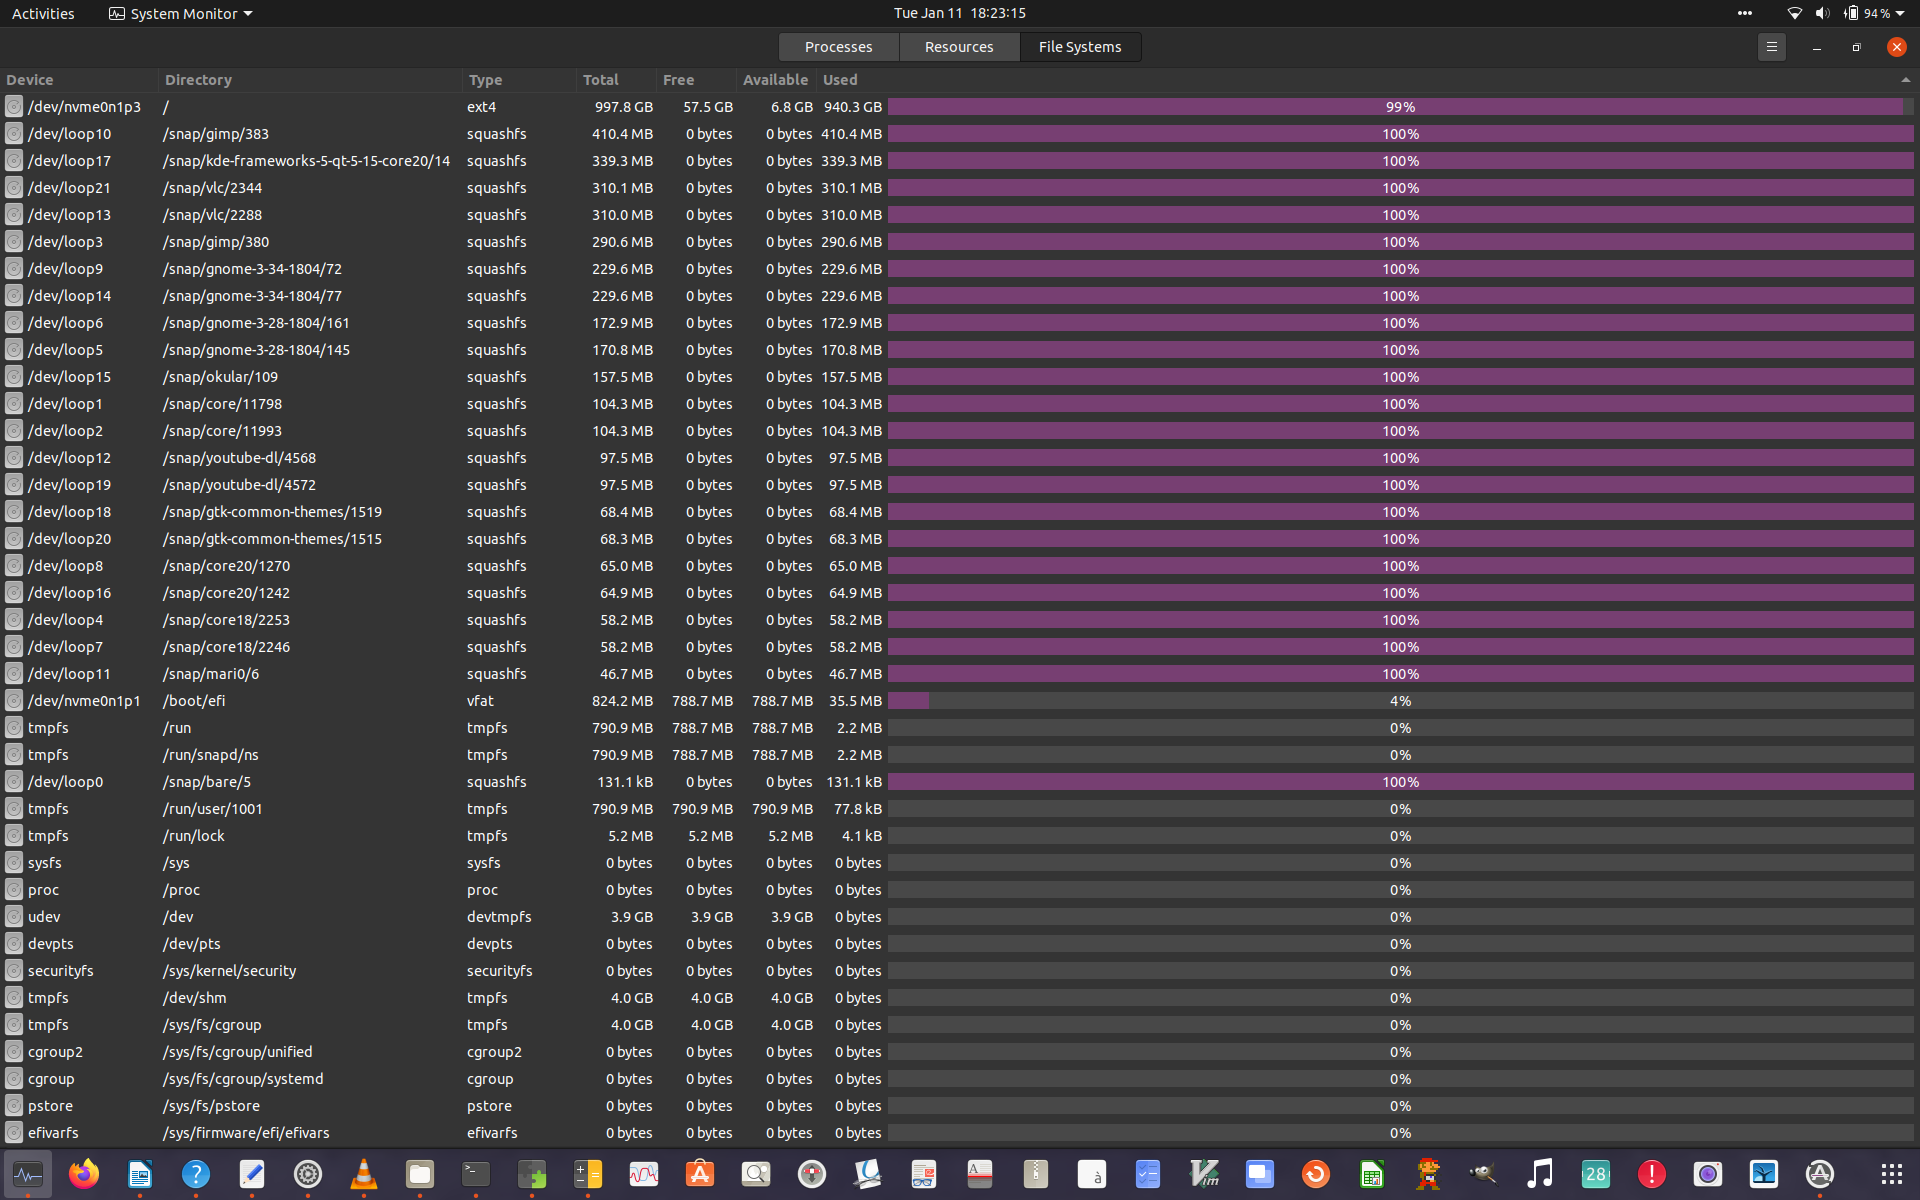 Activities System Monitor Tue Jan 11 18:23:15 94%
Processes Resources File Systems
Device Directory Type Total Free Available Used
/dev/nvme0n1p3 / ext4 997.8 GB 57.5 GB 6.8 GB 940.3 GB 99%
/dev/loop10 /snap/gimp/383 squashfs 410.4 MB 0 bytes 0 bytes 410.4 MB 100%
/dev/loop17 /snap/kde-frameworks-5-qt-5-15-core20/14 squashfs 339.3 MB 0 bytes 0 bytes 339.3 MB 100%
/dev/loop21 /snap/vlc/2344 squashfs 310.1 MB 0 bytes 0 bytes 310.1 MB 100%
/dev/loop13 /snap/vlc/2288 squashfs 310.0 MB 0 bytes 0 bytes 310.0 MB 100%
/dev/loop3 /snap/gimp/380 squashfs 290.6 MB 0 bytes 0 bytes 290.6 MB 100%
/dev/loop9 /snap/gnome-3-34-1804/72 squashfs 229.6 MB 0 bytes 0 bytes 229.6 MB 100%
/dev/loop14 /snap/gnome-3-34-1804/77 squashfs 229.6 MB 0 bytes 0 bytes 229.6 MB 100%
/dev/loop6 /snap/gnome-3-28-1804/161 squashfs 172.9 MB 0 bytes 0 bytes 172.9 MB 100%
/dev/loop5 /snap/gnome-3-28-1804/145 squashfs 170.8 MB 0 bytes 0 bytes 170.8 MB 100%
/dev/loop15 /snap/okular/109 squashfs 157.5 MB 0 bytes 0 bytes 157.5 MB 100%
/dev/loop1 /snap/core/11798 squashfs 104.3 MB 0 bytes 0 bytes 104.3 MB 100%
/dev/loop2 /snap/core/11993 squashfs 104.3 MB 0 bytes 0 bytes 104.3 MB 100%
/dev/loop12 /snap/youtube-dl/4568 squashfs 97.5 MB 0 bytes 0 bytes 97.5 MB 100%
/dev/loop19 /snap/youtube-dl/4572 squashfs 97.5 MB 0 bytes 0 bytes 97.5 MB 100%
/dev/loop18 /snap/gtk-common-themes/1519 squashfs 68.4 MB 0 bytes 0 bytes 68.4 MB 100%
/dev/loop20 /snap/gtk-common-themes/1515 squashfs 68.3 MB 0 bytes 0 bytes 68.3 MB 100%
/dev/loop8 /snap/core20/1270 squashfs 65.0 MB 0 bytes 0 bytes 65.0 MB 100%
/dev/loop16 /snap/core20/1242 squashfs 64.9 MB 0 bytes 0 bytes 64.9 MB 100%
/dev/loop4 /snap/core18/2253 squashfs 58.2 MB 0 bytes 0 bytes 58.2 MB 100%
/dev/loop7 /snap/core18/2246 squashfs 58.2 MB 0 bytes 0 bytes 58.2 MB 100%
/dev/loop11 /snap/mari0/6 squashfs 46.7 MB 0 bytes 0 bytes 46.7 MB 100%
/dev/nvme0n1p1 /boot/efi vfat 824.2 MB 788.7 MB 788.7 MB 35.5 MB 4%
tmpfs /run tmpfs 790.9 MB 788.7 MB 788.7 MB 2.2 MB 0%
tmpfs /run/snapd/ns tmpfs 790.9 MB 788.7 MB 788.7 MB 2.2 MB 0%
/dev/loop0 /snap/bare/5 squashfs 131.1 kB 0 bytes 0 bytes 131.1 kB 100%
tmpfs /run/user/1001 tmpfs 790.9 MB 790.9 MB 790.9 MB 77.8 kB 0%
tmpfs /run/lock tmpfs 5.2 MB 5.2 MB 5.2 MB 4.1 kB 0%
sysfs /sys sysfs 0 bytes 0 bytes 0 bytes 0 bytes 0%
proc /proc proc 0 bytes 0 bytes 0 bytes 0 bytes 0%
udev /dev devtmpfs 3.9 GB 3.9 GB 3.9 GB 0 bytes 0%
devpts /dev/pts devpts 0 bytes 0 bytes 0 bytes 0 bytes 0%
securityfs /sys/kernel/security securityfs 0 bytes 0 bytes 0 bytes 0 bytes 0%
tmpfs /dev/shm tmpfs 4.0 GB 4.0 GB 4.0 GB 0 bytes 0%
tmpfs /sys/fs/cgroup tmpfs 4.0 GB 4.0 GB 4.0 GB 0 bytes 0%
cgroup2 /sys/fs/cgroup/unified cgroup2 0 bytes 0 bytes 0 bytes 0 bytes 0%
cgroup /sys/fs/cgroup/systemd cgroup 0 bytes 0 bytes 0 bytes 0 bytes 0%
pstore /sys/fs/pstore pstore 0 bytes 0 bytes 0 bytes 0 bytes 0%
efivarfs /sys/firmware/efi/efivars efivarfs 0 bytes 0 bytes 0 bytes 0 bytes 0%
? >_ A à Vim 28 !